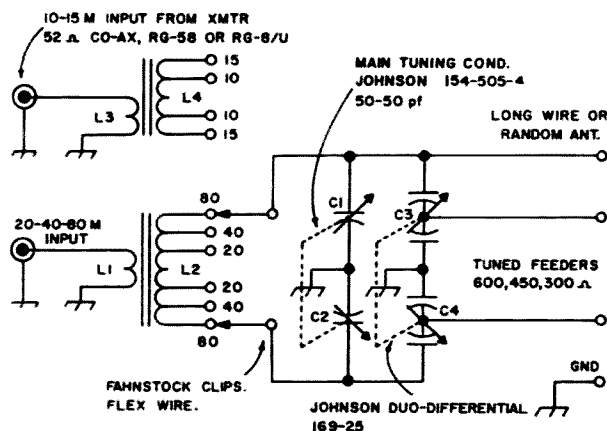 10-15 M INPUT FROM XMTR
52 Ω CO-AX, RG-58 OR RG-8/U
15
10
L3
L4
10
15
MAIN TUNING COND.
JOHNSON 154-505-4
50-50 pf
LONG WIRE OR
RANDOM ANT.
80
40
20
20-40-80 M
INPUT
L1
L2
20
40
80
C1
C3
C2
C4
TUNED FEEDERS
600,450,300 Ω
GND
FAHNSTOCK CLIPS.
FLEX WIRE.
JOHNSON DUO-DIFFERENTIAL
169-25